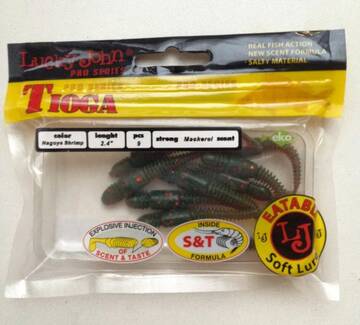 Lucky John
PRO SERIES
REAL FISH ACTION
NEW SCENT FORMULA
SALTY MATERIAL
TIOGA
color
lenght
pcs
strong Mackerel scent
Nagoya Shrimp
2.4"
9
eko
EXPLOSIVE INJECTION
OF
SCENT & TASTE
INSIDE
S&T
FORMULA
EATABLE
LJ
Soft Lure